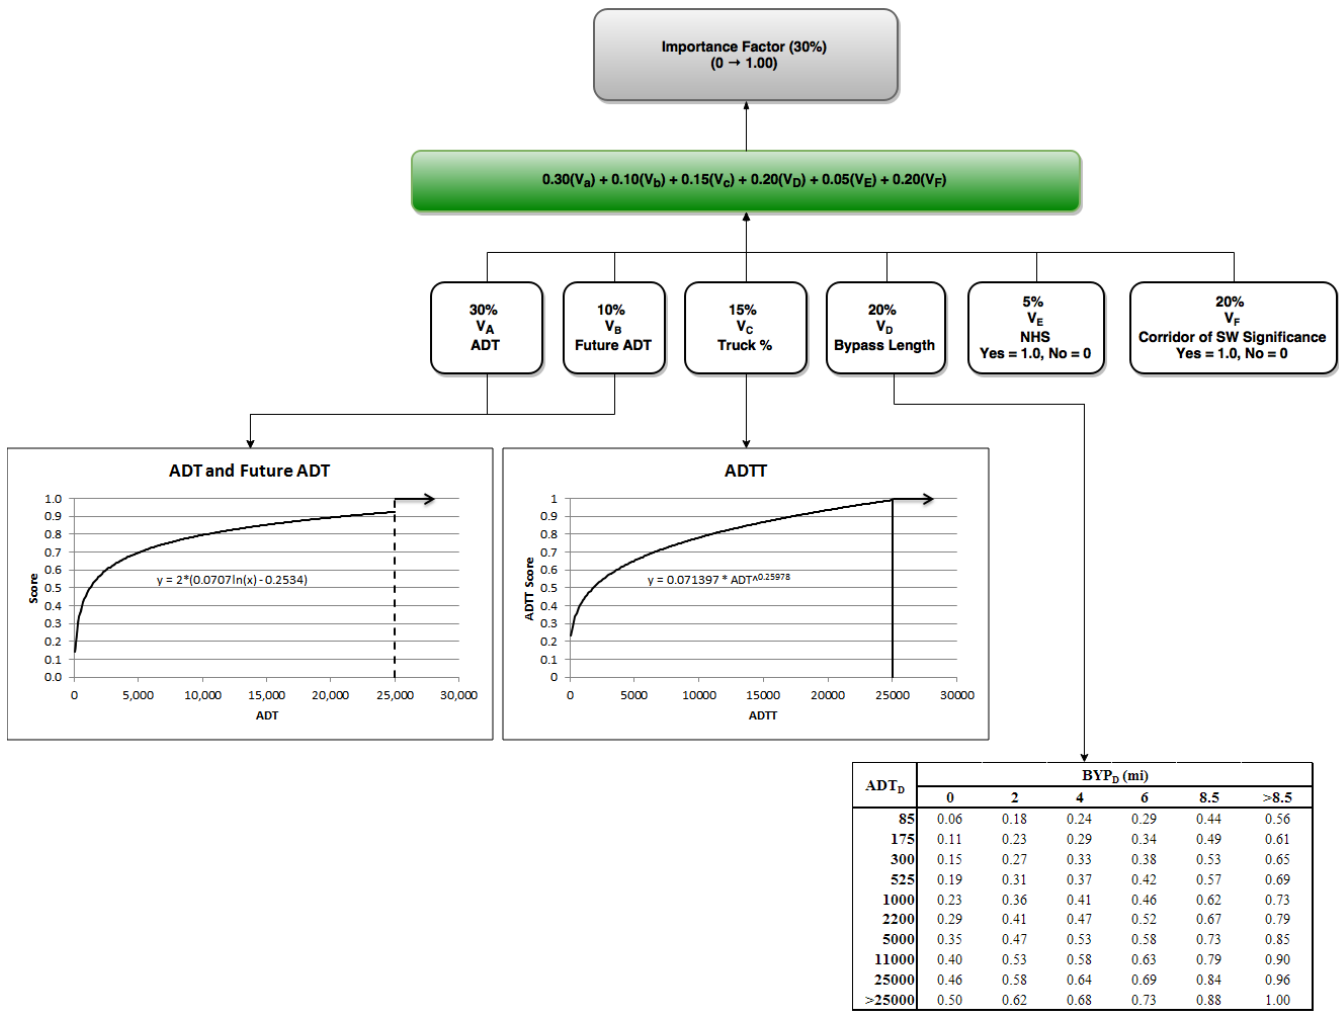 Importance Factor (30%)
(0 → 1.00)
0.30(Va) + 0.10(Vb) + 0.15(Vc) + 0.20(VD) + 0.05(VE) + 0.20(VF)
30%
VA
ADT
10%
VB
Future ADT
15%
VC
Truck %
20%
VD
Bypass Length
5%
VE
NHS
Yes = 1.0, No = 0
20%
VF
Corridor of SW Significance
Yes = 1.0, No = 0
ADT and Future ADT
Score
1.0
0.9
0.8
0.7
0.6
0.5
0.4
0.3
0.2
0.1
0.0
y = 2*(0.0707ln(x) - 0.2534)
0 5,000 10,000 15,000 20,000 25,000 30,000
ADT
ADTT
ADTT Score
1
0.9
0.8
0.7
0.6
0.5
0.4
0.3
0.2
0.1
0
y = 0.071397 * ADT^0.25978
0 5000 10000 15000 20000 25000 30000
ADTT
ADTD BYPD (mi)
0 2 4 6 8.5 >8.5
85 0.06 0.18 0.24 0.29 0.44 0.56
175 0.11 0.23 0.29 0.34 0.49 0.61
300 0.15 0.27 0.33 0.38 0.53 0.65
525 0.19 0.31 0.37 0.42 0.57 0.69
1000 0.23 0.36 0.41 0.46 0.62 0.73
2200 0.29 0.41 0.47 0.52 0.67 0.79
5000 0.35 0.47 0.53 0.58 0.73 0.85
11000 0.40 0.53 0.58 0.63 0.79 0.90
25000 0.46 0.58 0.64 0.69 0.84 0.96
>25000 0.50 0.62 0.68 0.73 0.88 1.00